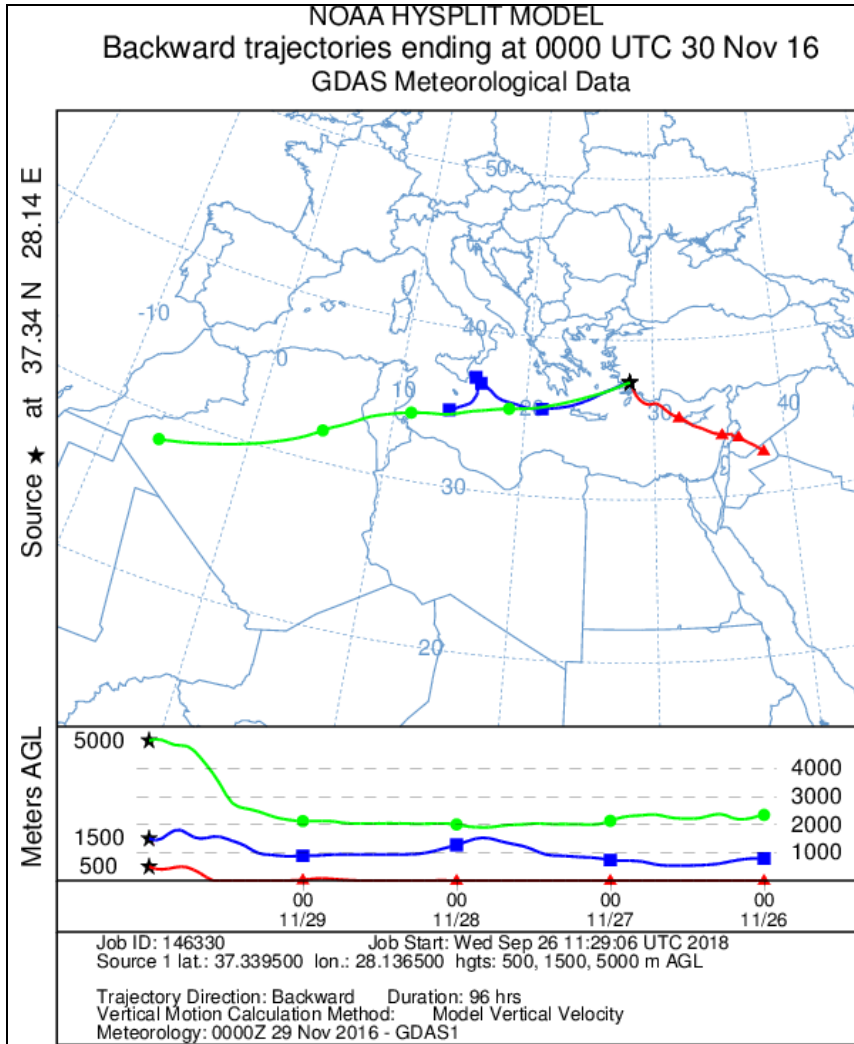 NOAA HYSPLIT MODEL
Backward trajectories ending at 0000 UTC 30 Nov 16
GDAS Meteorological Data
Source ★ at 37.34 N 28.14 E
50
-10
40
0
10
20
30
40
30
20
Meters AGL
5000
4000
3000
2000
1500
1000
500
00 00 00 00
11/29 11/28 11/27 11/26
Job ID: 146330 Job Start: Wed Sep 26 11:29:06 UTC 2018
Source 1 lat.: 37.339500 lon.: 28.136500 hgts: 500, 1500, 5000 m AGL
Trajectory Direction: Backward Duration: 96 hrs
Vertical Motion Calculation Method: Model Vertical Velocity
Meteorology: 0000Z 29 Nov 2016 - GDAS1